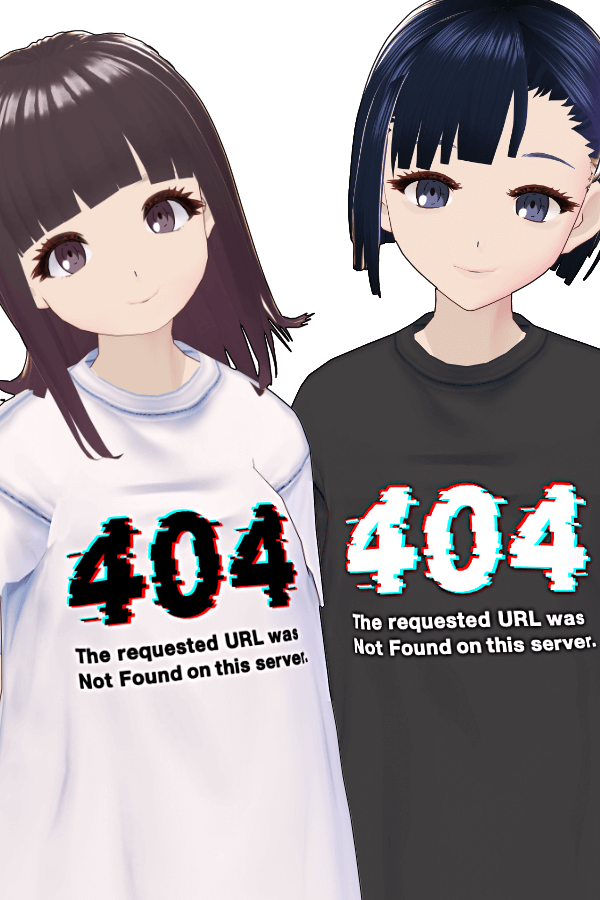 404
The requested URL was
Not Found on this server.
404
The requested URL was
Not Found on this server.